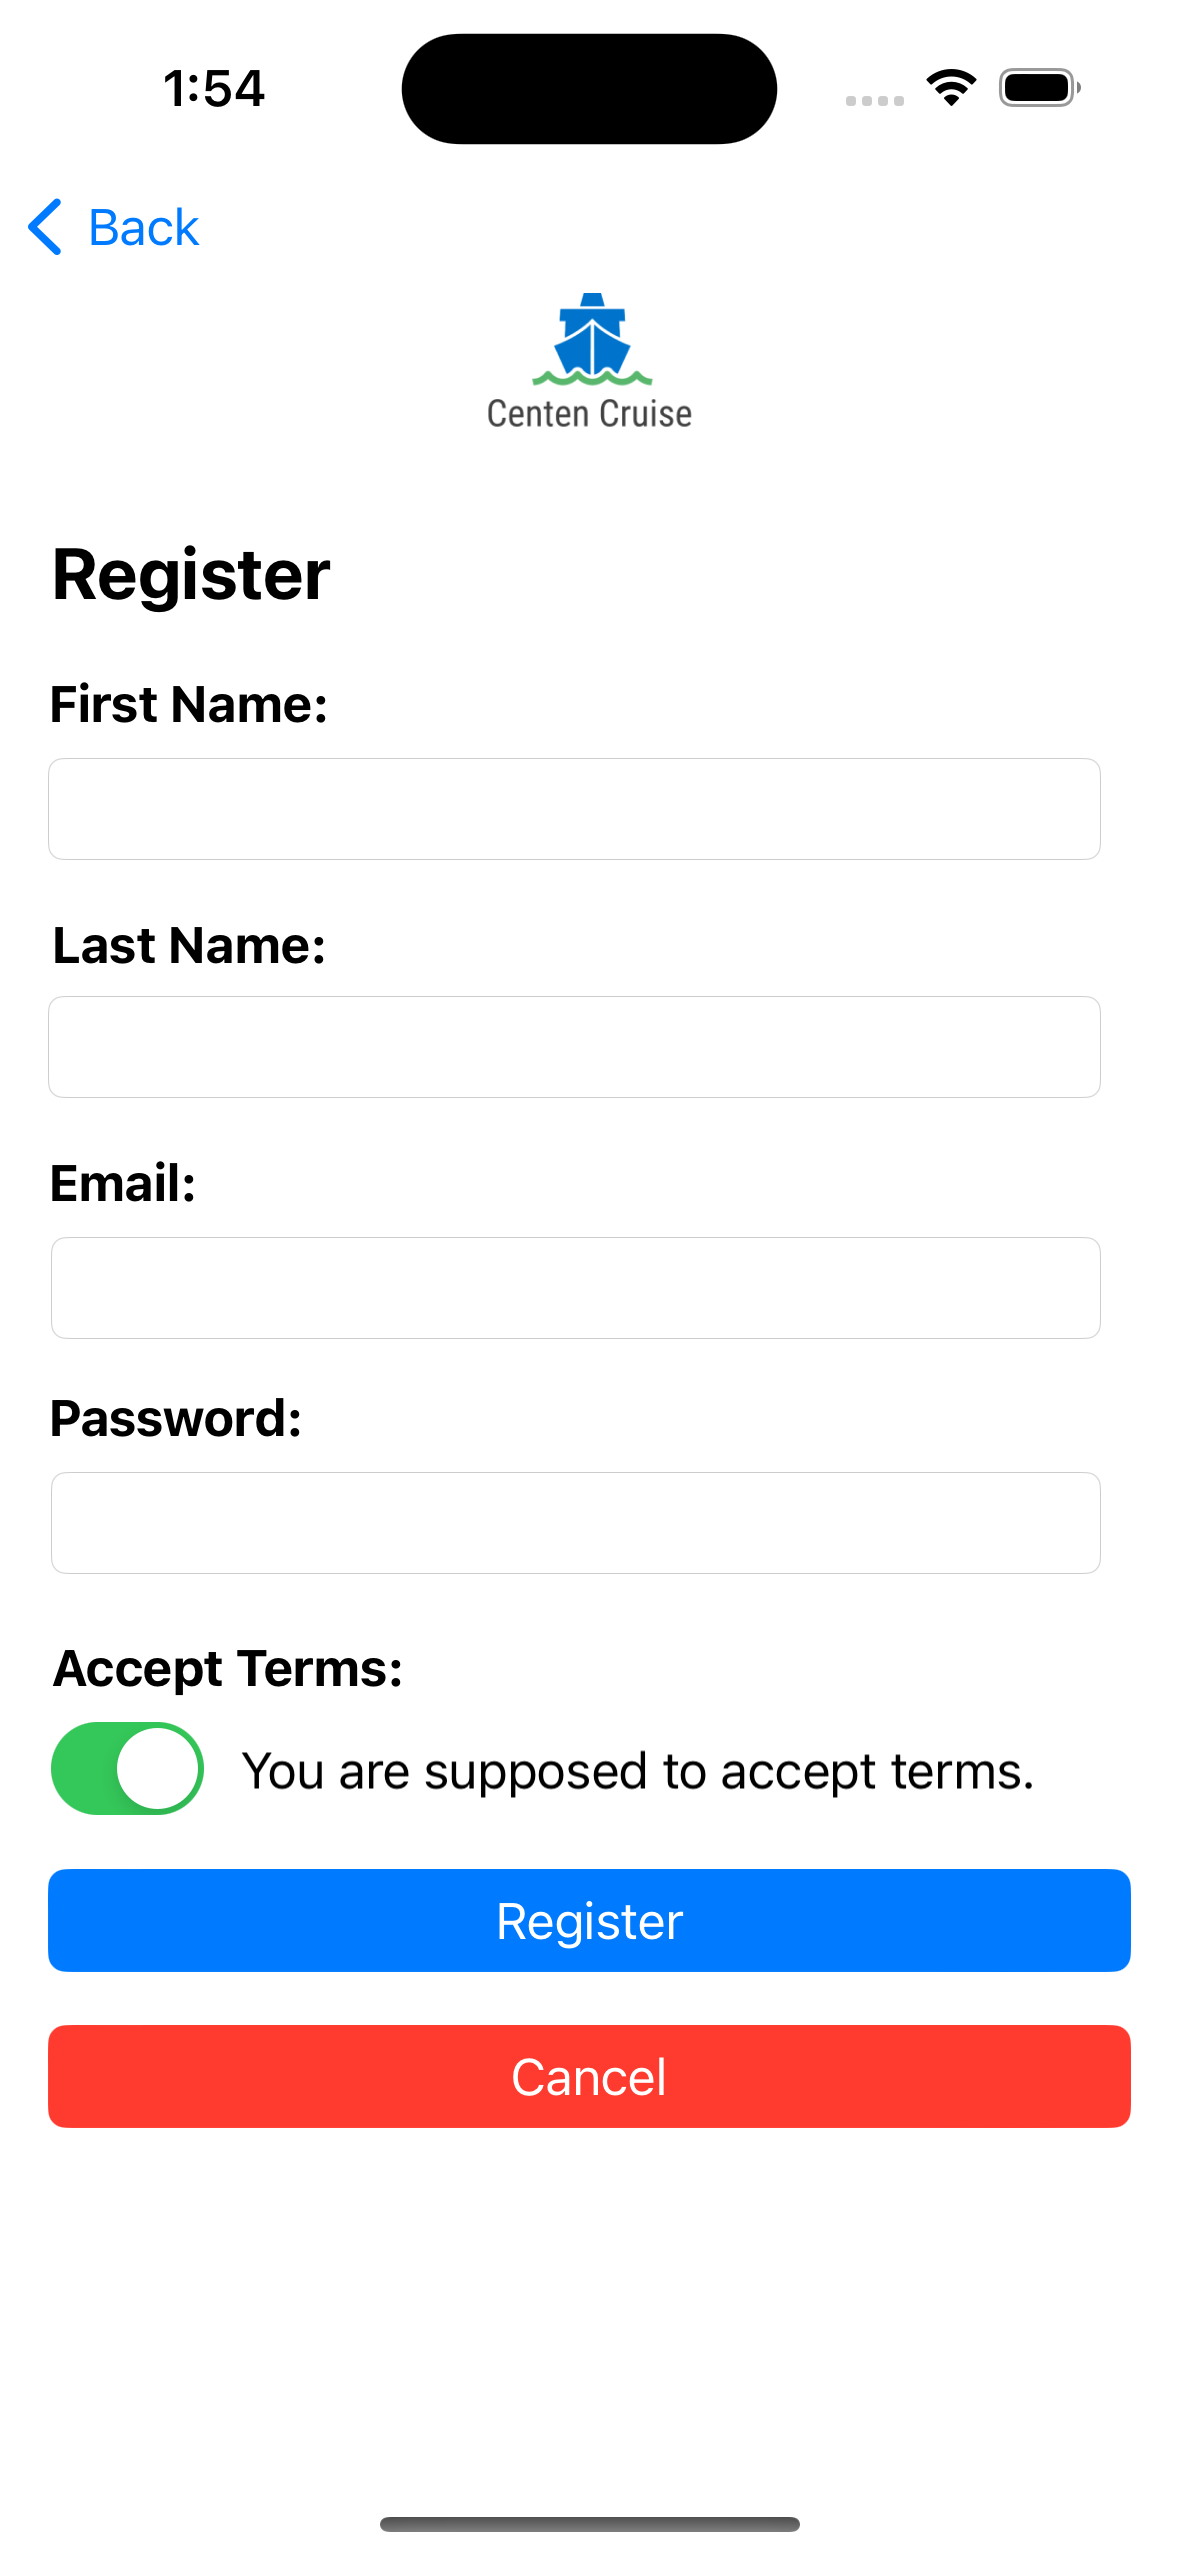 1:54
Back
Centen Cruise
Register
First Name:
Last Name:
Email:
Password:
Accept Terms:
You are supposed to accept terms.
Register
Cancel